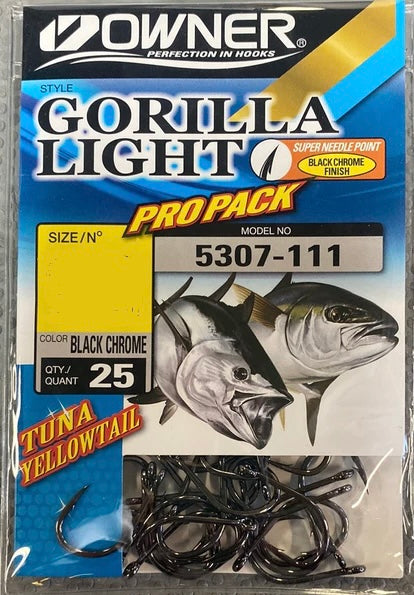 OWNER®
PERFECTION IN HOOKS
STYLE
GORILLA
LIGHT
SUPER NEEDLE POINT
BLACK CHROME
FINISH
PRO PACK
SIZE/Nº
MODEL NO
5307-111
COLOR BLACK CHROME
QTY./
QUANT 25
TUNA
YELLOWTAIL